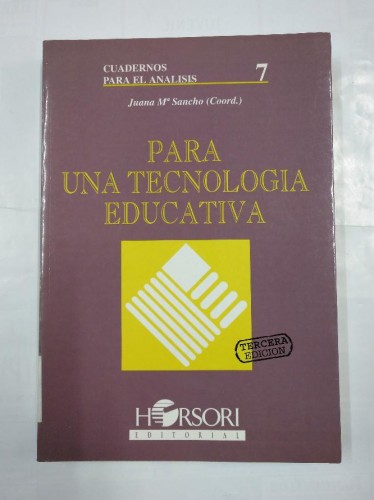 CUADERNOS
PARA EL ANALISIS 7
Juana Mª Sancho (Coord.)
PARA
UNA TECNOLOGIA
EDUCATIVA
TERCERA
EDICION
HORSORI
EDITORIAL